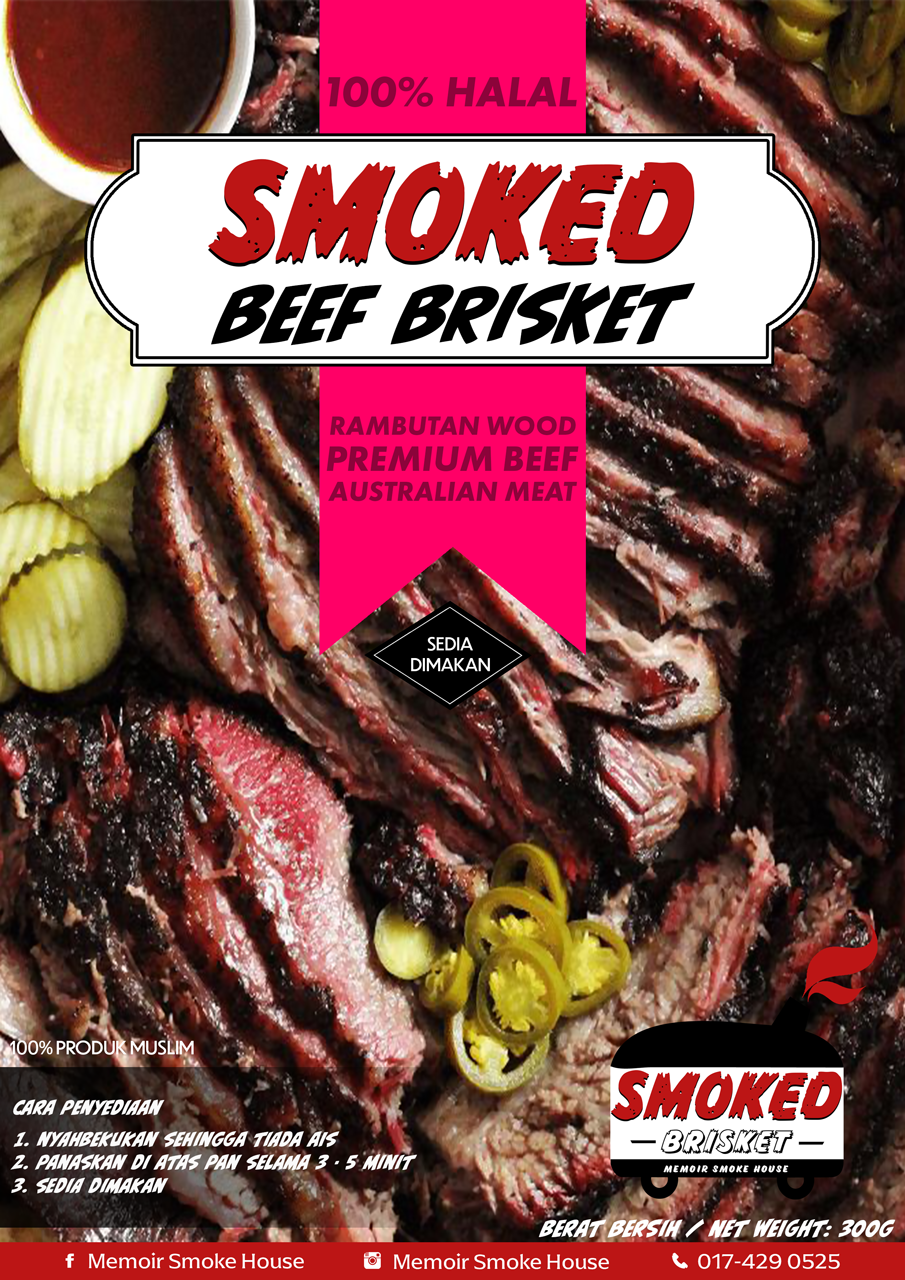 100% HALAL
SMOKED
BEEF BRISKET
RAMBUTAN WOOD
PREMIUM BEEF
AUSTRALIAN MEAT
SEDIA
DIMAKAN
100% PRODUK MUSLIM
CARA PENYEDIAAN
1. NYAHBEKUKAN SEHINGGA TIADA AIS
2. PANASKAN DI ATAS PAN SELAMA 3 - 5 MINIT
3. SEDIA DIMAKAN
SMOKED
BRISKET
MEMOIR SMOKE HOUSE
BERAT BERSIH / NET WEIGHT: 300G
Memoir Smoke House
Memoir Smoke House
017-429 0525